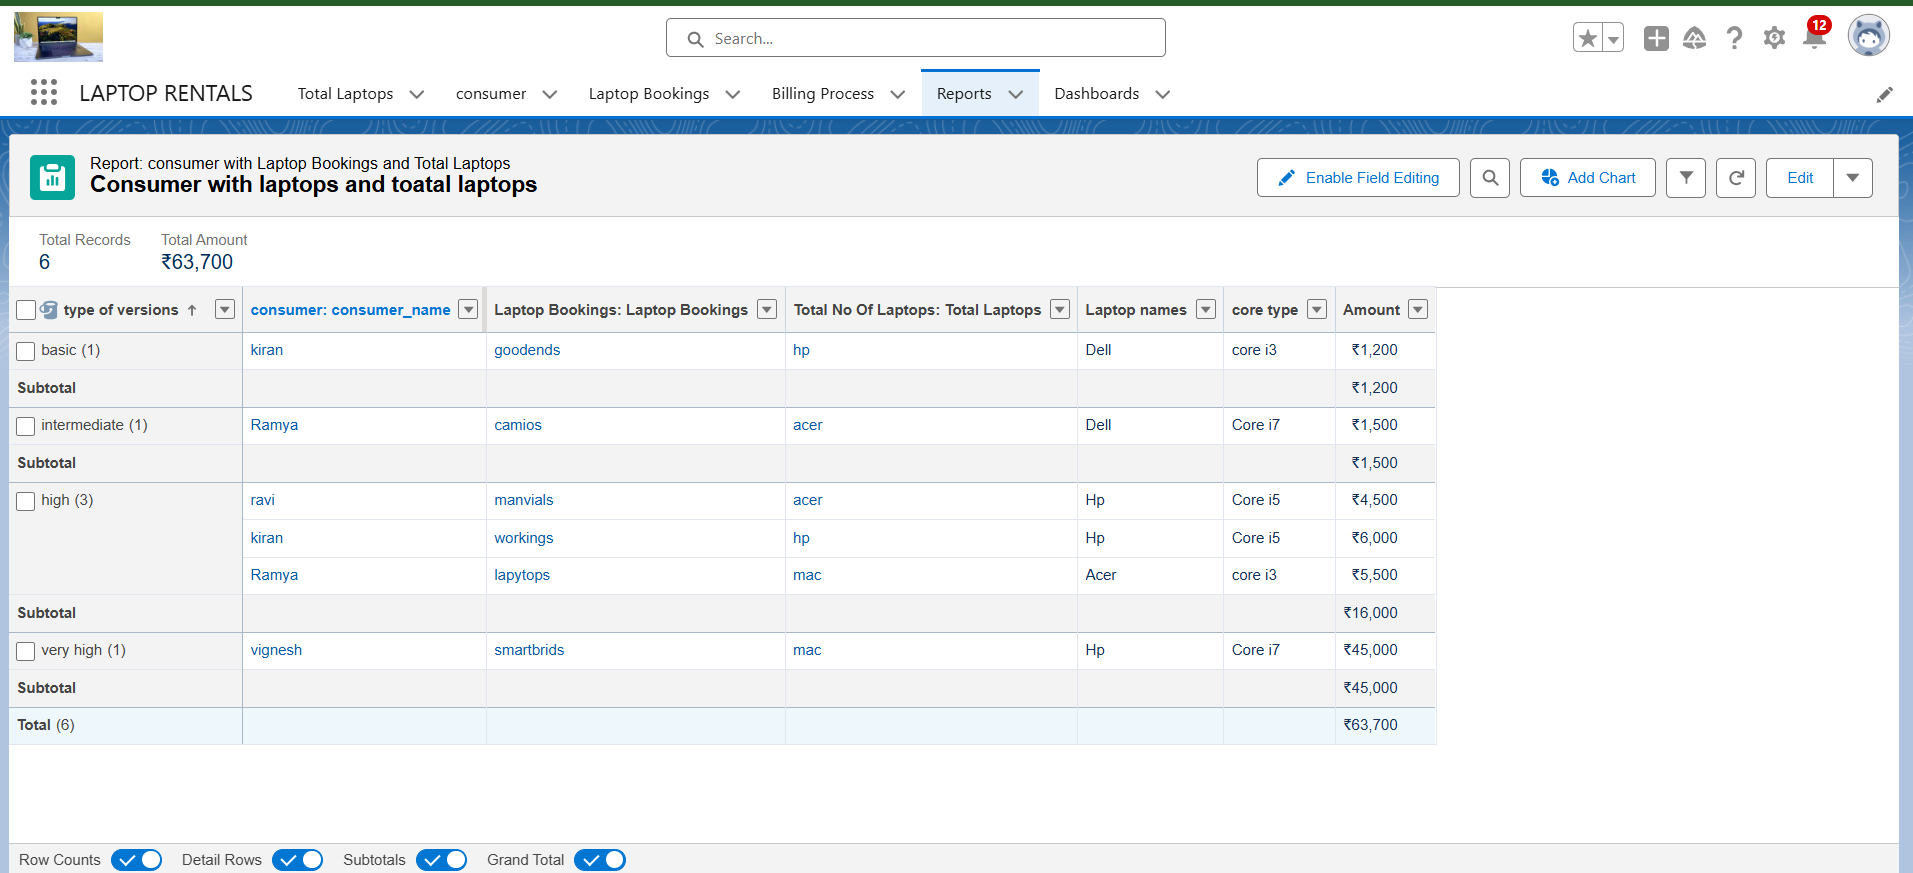 Search...
12
LAPTOP RENTALS
Total Laptops
consumer
Laptop Bookings
Billing Process
Reports
Dashboards
Report: consumer with Laptop Bookings and Total Laptops
Consumer with laptops and toatal laptops
Enable Field Editing
Add Chart
Edit
Total Records Total Amount
6 ₹63,700
type of versions ↑ consumer: consumer_name Laptop Bookings: Laptop Bookings Total No Of Laptops: Total Laptops Laptop names core type Amount
basic (1) kiran goodends hp Dell core i3 ₹1,200
Subtotal ₹1,200
intermediate (1) Ramya camios acer Dell Core i7 ₹1,500
Subtotal ₹1,500
high (3) ravi manvials acer Hp Core i5 ₹4,500
kiran workings hp Hp Core i5 ₹6,000
Ramya lapytops mac Acer core i3 ₹5,500
Subtotal ₹16,000
very high (1) vignesh smartbrids mac Hp Core i7 ₹45,000
Subtotal ₹45,000
Total (6) ₹63,700
Row Counts Detail Rows Subtotals Grand Total